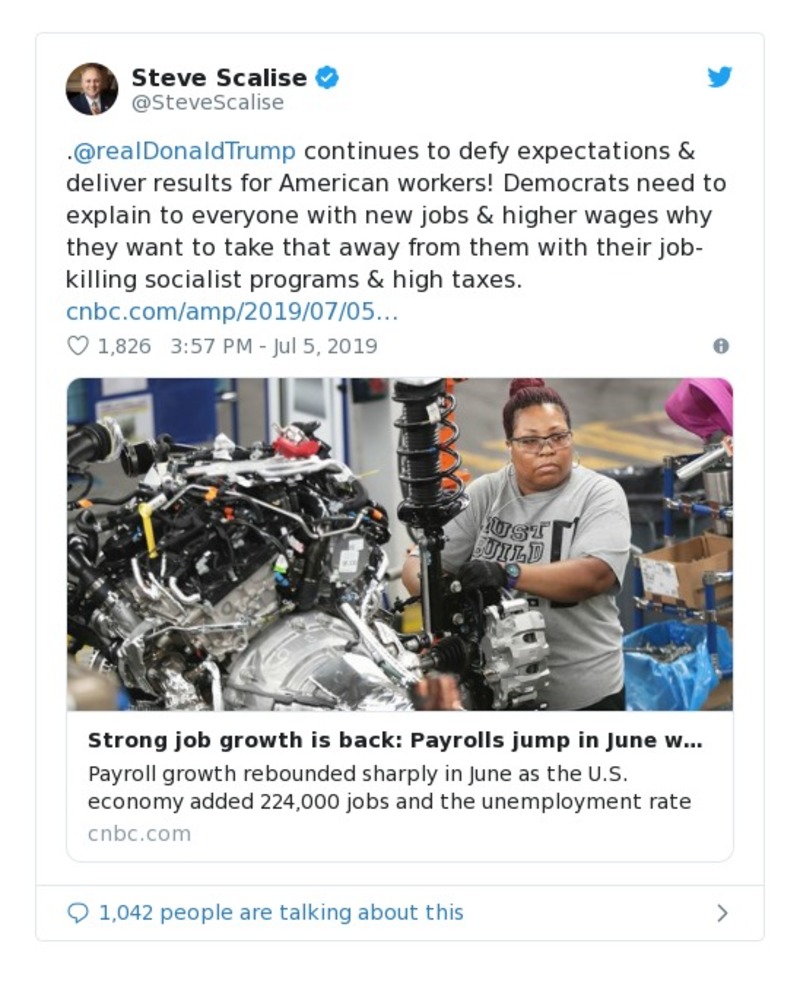 Steve Scalise
@SteveScalise
.@realDonaldTrump continues to defy expectations &
deliver results for American workers! Democrats need to
explain to everyone with new jobs & higher wages why
they want to take that away from them with their job-
killing socialist programs & high taxes.
cnbc.com/amp/2019/07/05…
1,826 3:57 PM - Jul 5, 2019
UST
UILD
Strong job growth is back: Payrolls jump in June w...
Payroll growth rebounded sharply in June as the U.S.
economy added 224,000 jobs and the unemployment rate
cnbc.com
1,042 people are talking about this